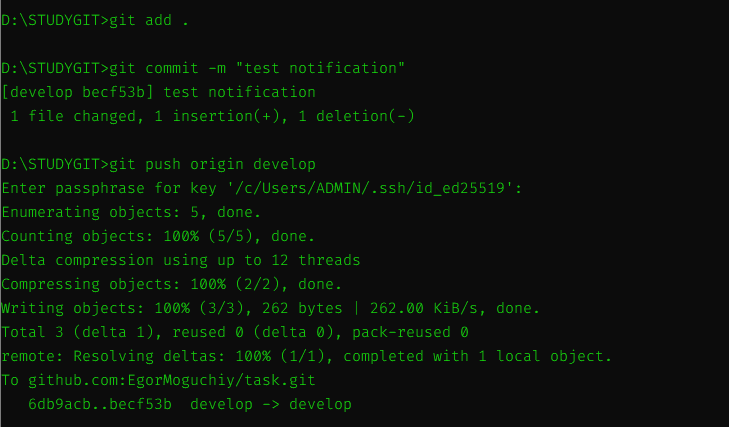 D:\STUDYGIT>git add .
D:\STUDYGIT>git commit -m "test notification"
[develop becf53b] test notification
1 file changed, 1 insertion(+), 1 deletion(-)
D:\STUDYGIT>git push origin develop
Enter passphrase for key '/c/Users/ADMIN/.ssh/id_ed25519':
Enumerating objects: 5, done.
Counting objects: 100% (5/5), done.
Delta compression using up to 12 threads
Compressing objects: 100% (2/2), done.
Writing objects: 100% (3/3), 262 bytes | 262.00 KiB/s, done.
Total 3 (delta 1), reused 0 (delta 0), pack-reused 0
remote: Resolving deltas: 100% (1/1), completed with 1 local object.
To github.com:EgorMoguchiy/task.git
6db9acb..becf53b  develop -> develop